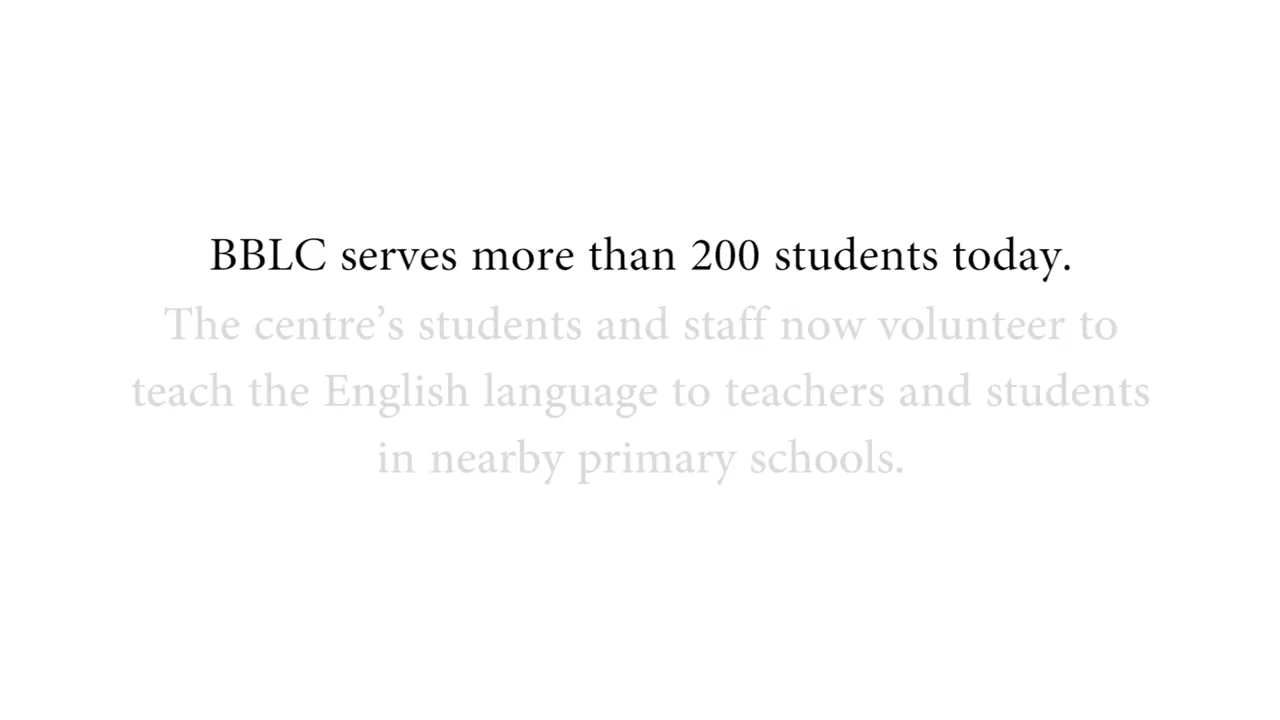 BBLC serves more than 200 students today.
The centre’s students and staff now volunteer to
teach the English language to teachers and students
in nearby primary schools.